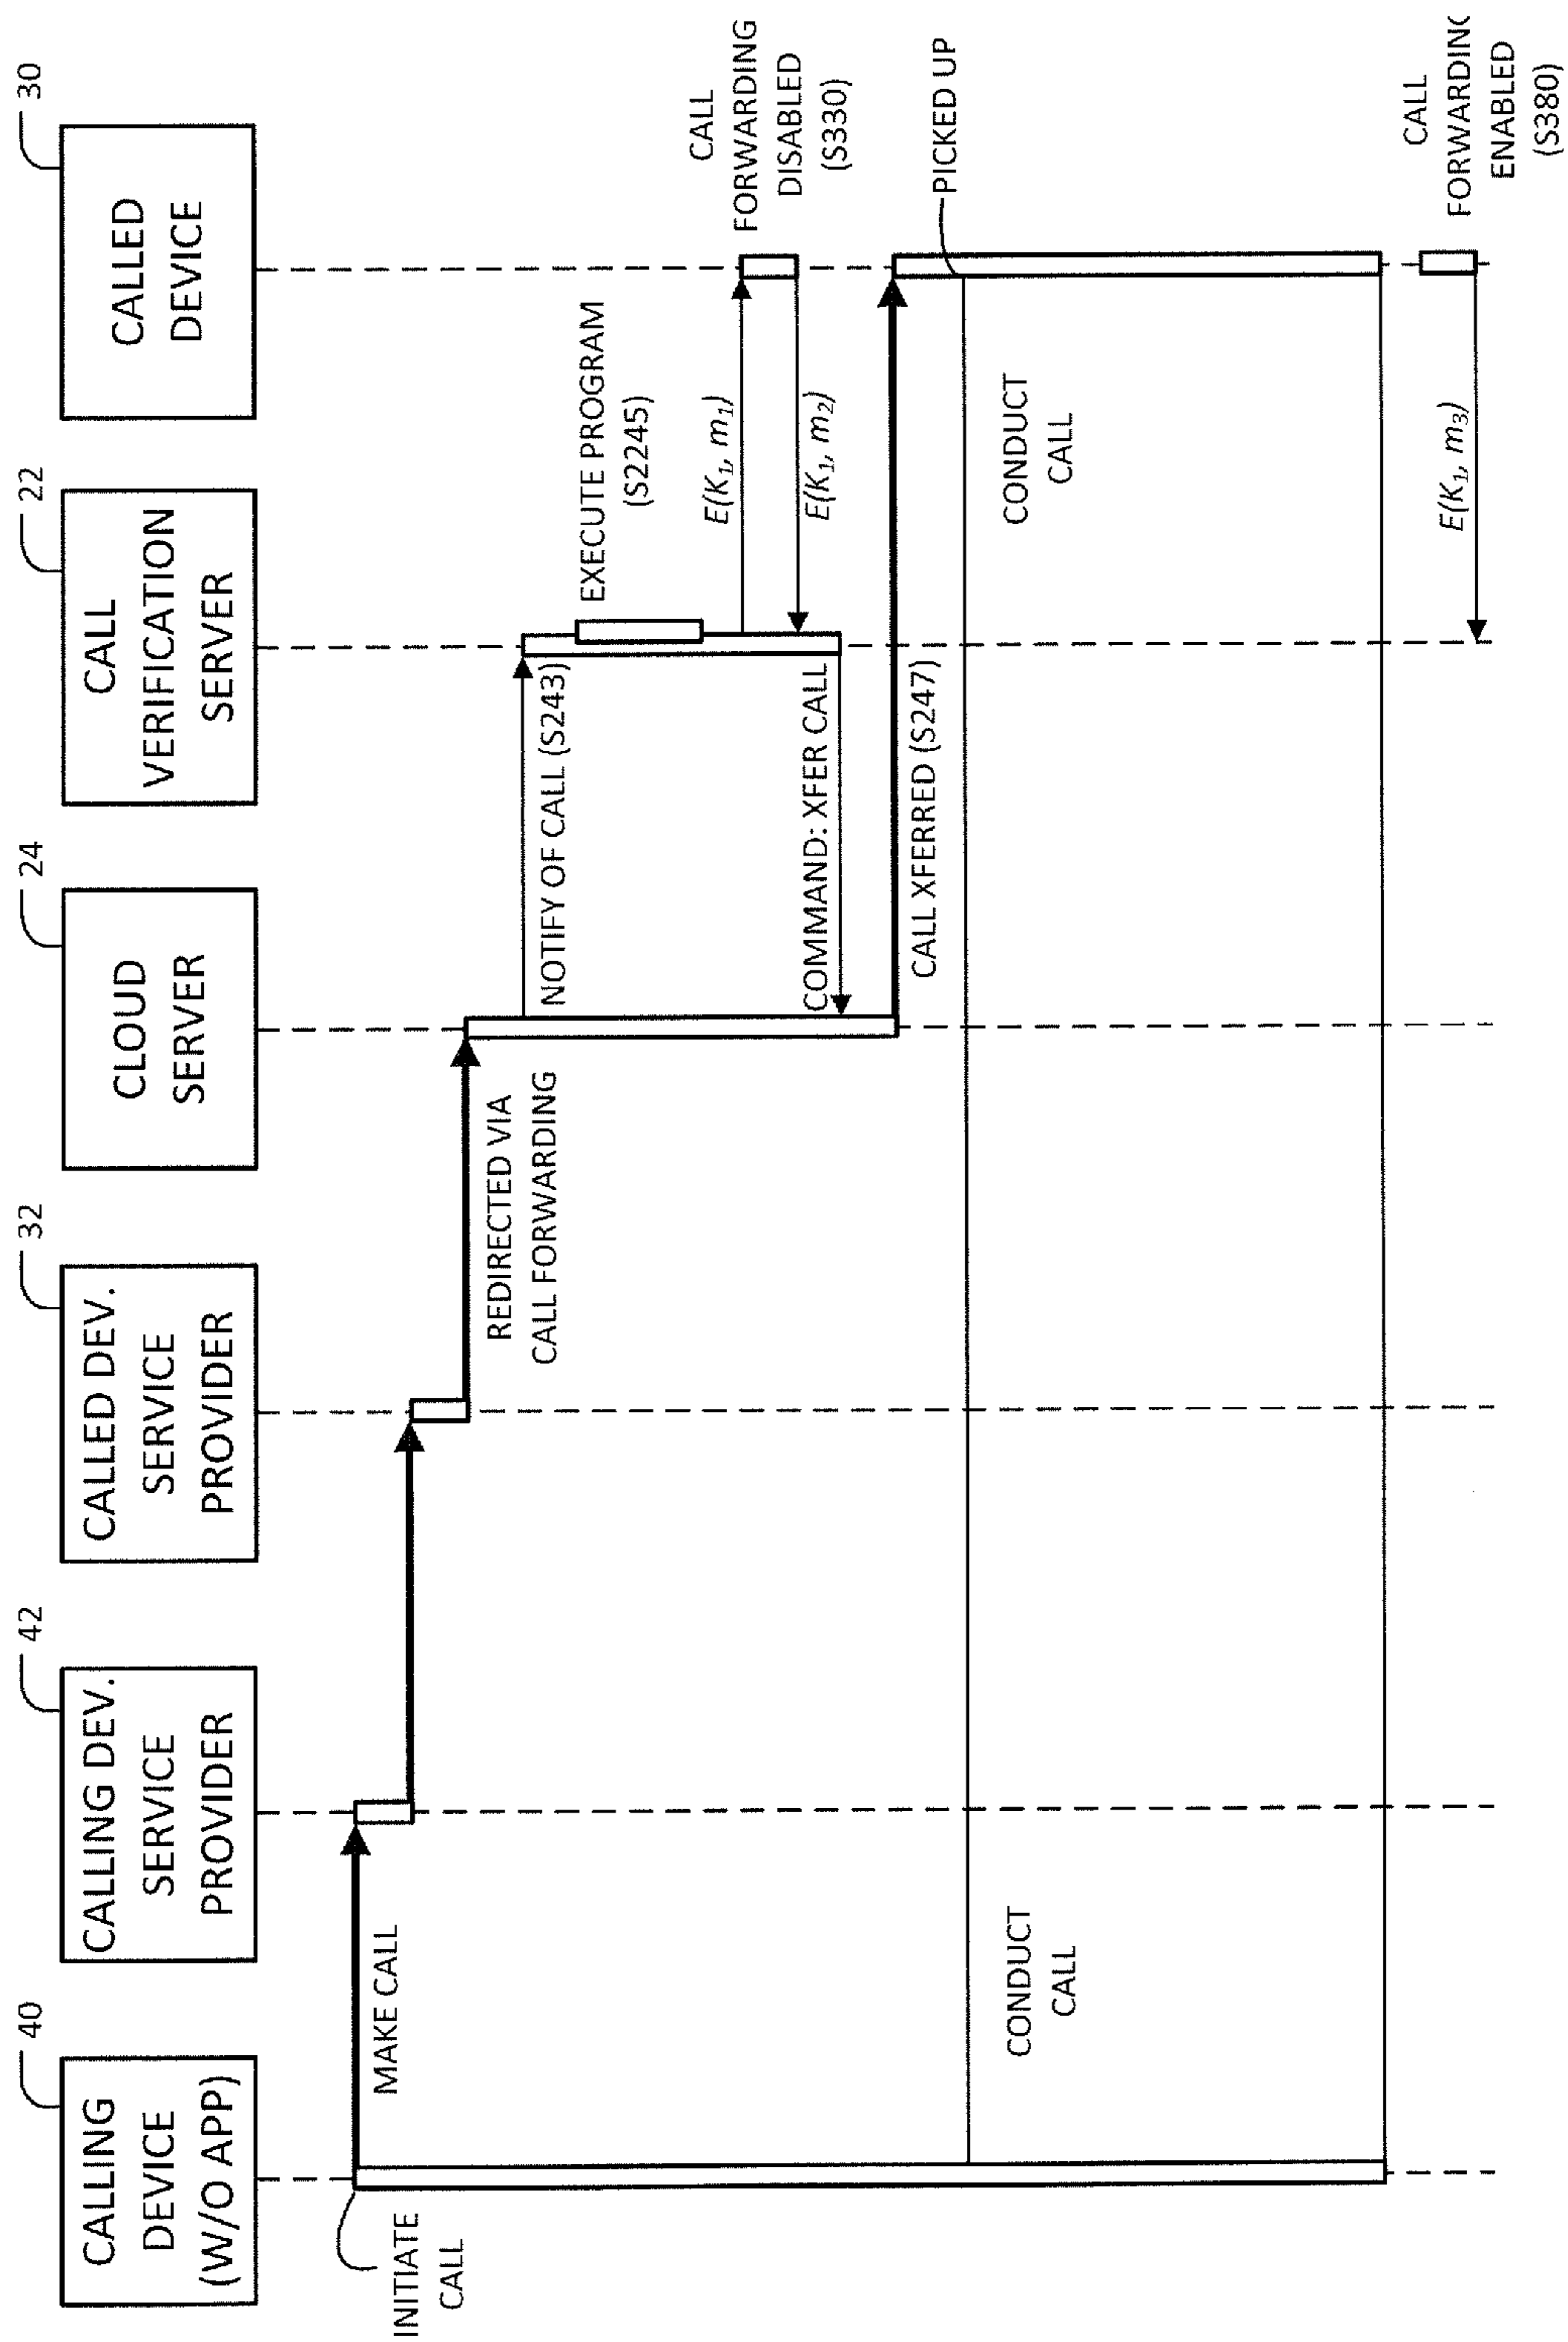 40
CALLING
DEVICE
(W/O APP)
42
CALLING DEV.
SERVICE
PROVIDER
32
CALLED DEV.
SERVICE
PROVIDER
24
CLOUD
SERVER
22
CALL
VERIFICATION
SERVER
30
CALLED
DEVICE
INITIATE
CALL
MAKE CALL
REDIRECTED VIA
CALL FORWARDING
NOTIFY OF CALL (S243)
EXECUTE PROGRAM
(S2245)
E(K₁, m₁)
CALL
FORWARDING
DISABLED
(S330)
E(K₁, m₂)
COMMAND: XFER CALL
CALL XFERRED (S247)
PICKED UP
CONDUCT
CALL
CONDUCT
CALL
E(K₁, m₃)
CALL
FORWARDIN
ENABLED
(S380)